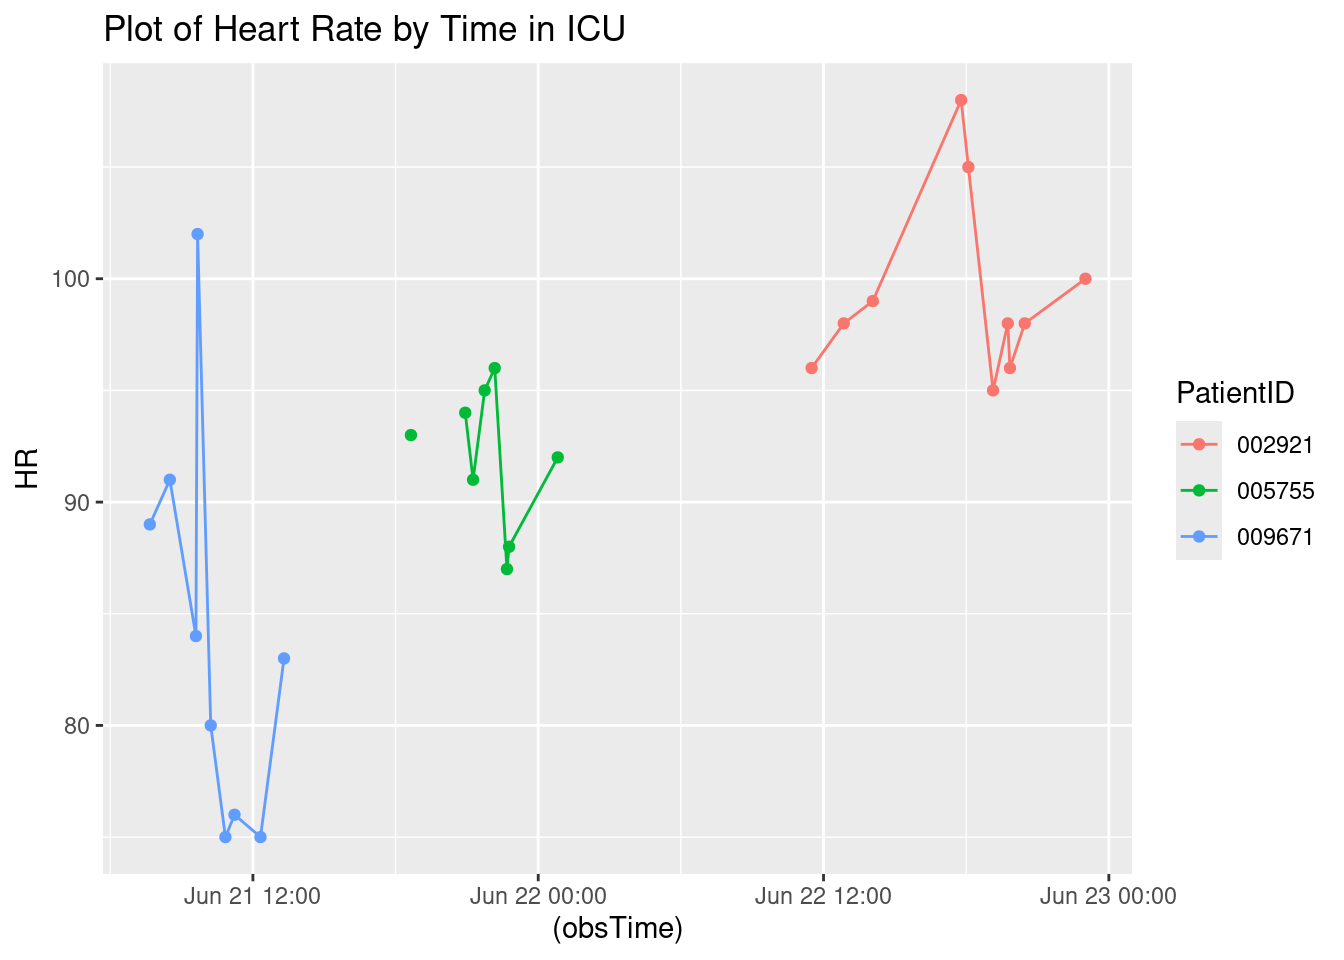 Plot of Heart Rate by Time in ICU
HR
100
90
80
Jun 21 12:00
Jun 22 00:00
Jun 22 12:00
Jun 23 00:00
(obsTime)
PatientID
002921
005755
009671